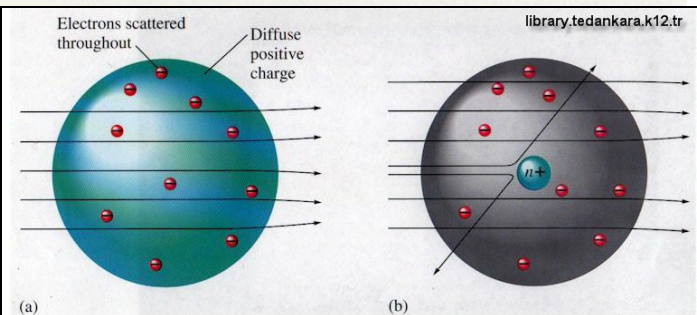 library.tedankara.k12.tr
Electrons scattered
throughout
Diffuse
positive
charge
n+
(a)
(b)